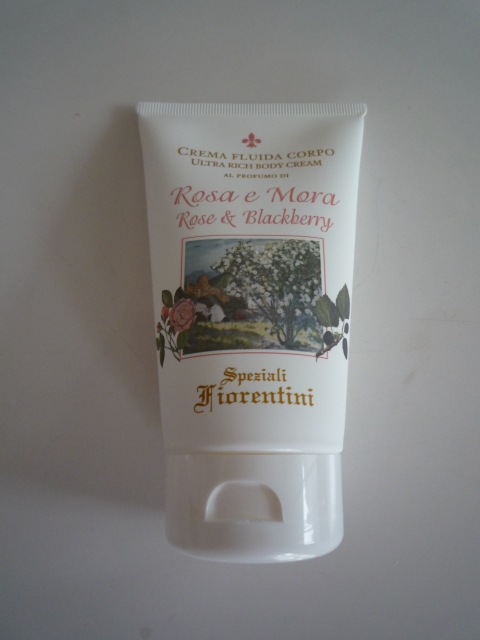 CREMA FLUIDA CORPO
ULTRA RICH BODY CREAM
AL PROFUMO DI
Rosa e Mora
Rose & Blackberry
Speziali
Fiorentini